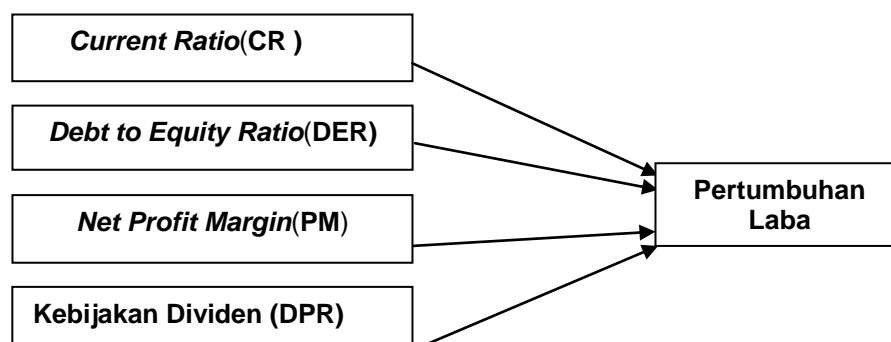 Current Ratio(CR )
Debt to Equity Ratio(DER)
Net Profit Margin(PM)
Kebijakan Dividen (DPR)
Pertumbuhan
Laba